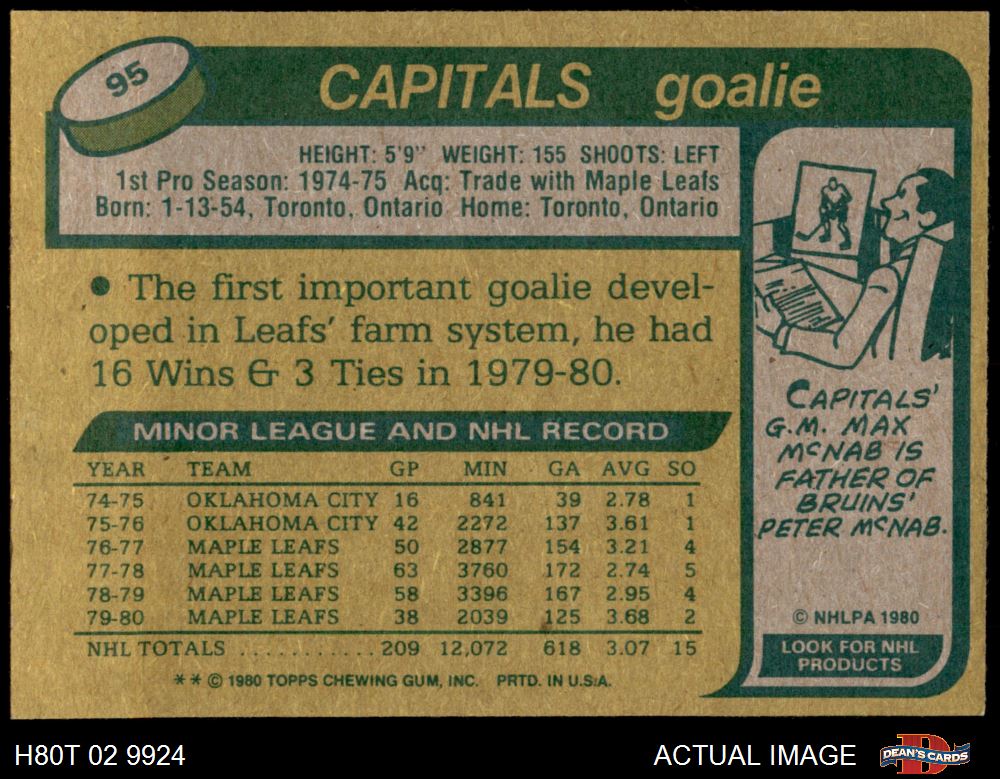 95
CAPITALS goalie
HEIGHT: 5'9" WEIGHT: 155 SHOOTS: LEFT
1st Pro Season: 1974-75 Acq: Trade with Maple Leafs
Born: 1-13-54, Toronto, Ontario Home: Toronto, Ontario
• The first important goalie devel-
oped in Leafs' farm system, he had
16 Wins & 3 Ties in 1979-80.
MINOR LEAGUE AND NHL RECORD
YEAR TEAM GP MIN GA AVG SO
74-75 OKLAHOMA CITY 16 841 39 2.78 1
75-76 OKLAHOMA CITY 42 2272 137 3.61 1
76-77 MAPLE LEAFS 50 2877 154 3.21 4
77-78 MAPLE LEAFS 63 3760 172 2.74 5
78-79 MAPLE LEAFS 58 3396 167 2.95 4
79-80 MAPLE LEAFS 38 2039 125 3.68 2
NHL TOTALS ........... 209 12,072 618 3.07 15
** © 1980 TOPPS CHEWING GUM, INC. PRTD. IN U.S.A.
CAPITALS'
G.M. MAX
McNAB IS
FATHER OF
BRUINS'
PETER McNAB.
© NHLPA 1980
LOOK FOR NHL
PRODUCTS
H80T 02 9924
ACTUAL IMAGE
D
DEAN'S CARDS